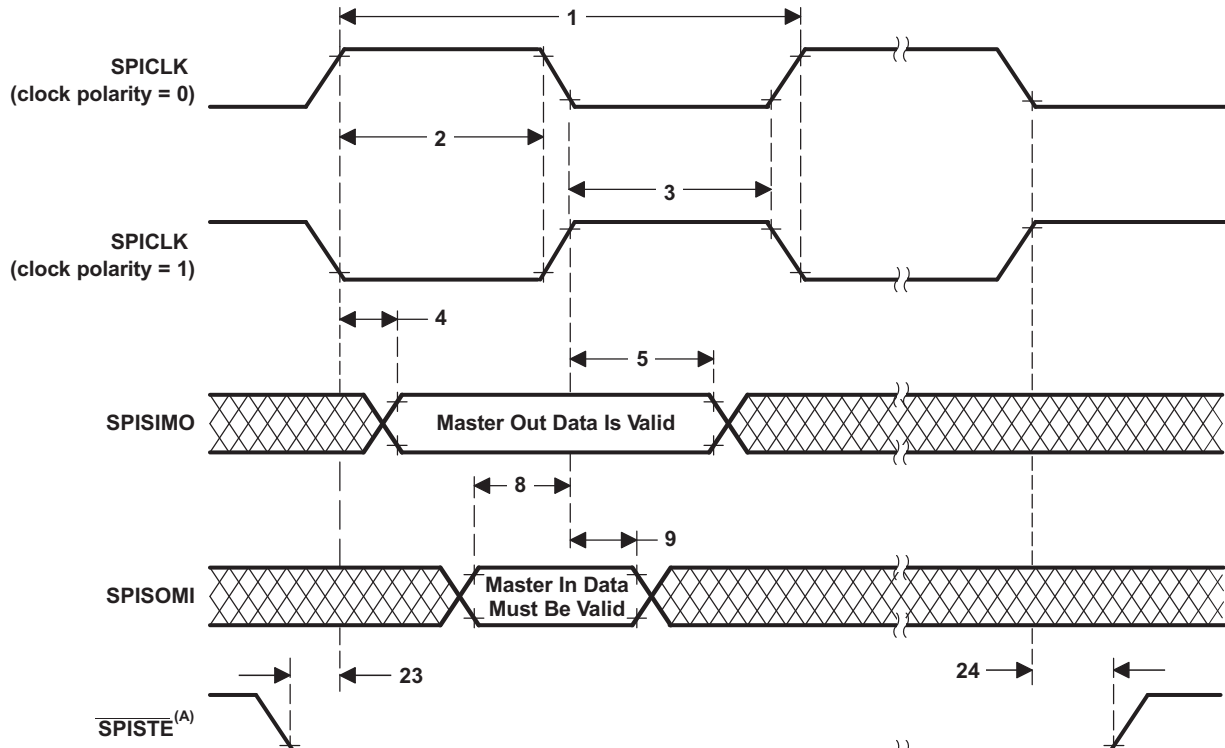 1
SPICLK
(clock polarity = 0)
2
3
SPICLK
(clock polarity = 1)
4
5
SPISIMO
Master Out Data Is Valid
8
9
SPISOMI
Master In Data
Must Be Valid
23
24
SPISTE(A)